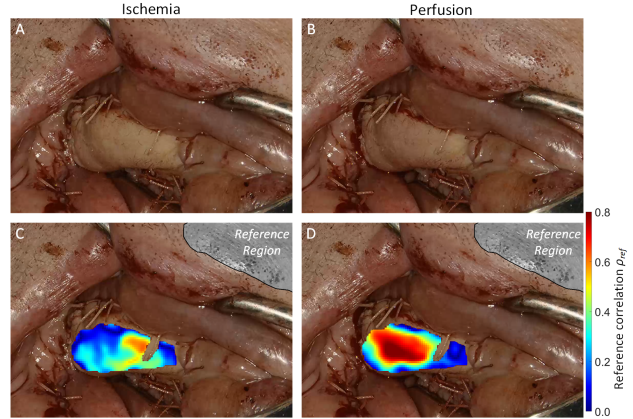 Ischemia
Perfusion
A
B
C
Reference
Region
D
Reference
Region
0.8
0.6
0.4
0.2
0.0
Reference correlation ρref